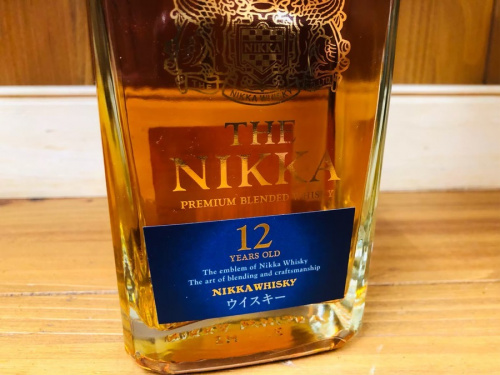 NIKKA
NIKKA WHISKY
THE
NIKKA
PREMIUM BLENDED WHISKY
12
YEARS OLD
The emblem of Nikka Whisky
The art of blending and craftsmanship
NIKKA WHISKY
ウイスキー